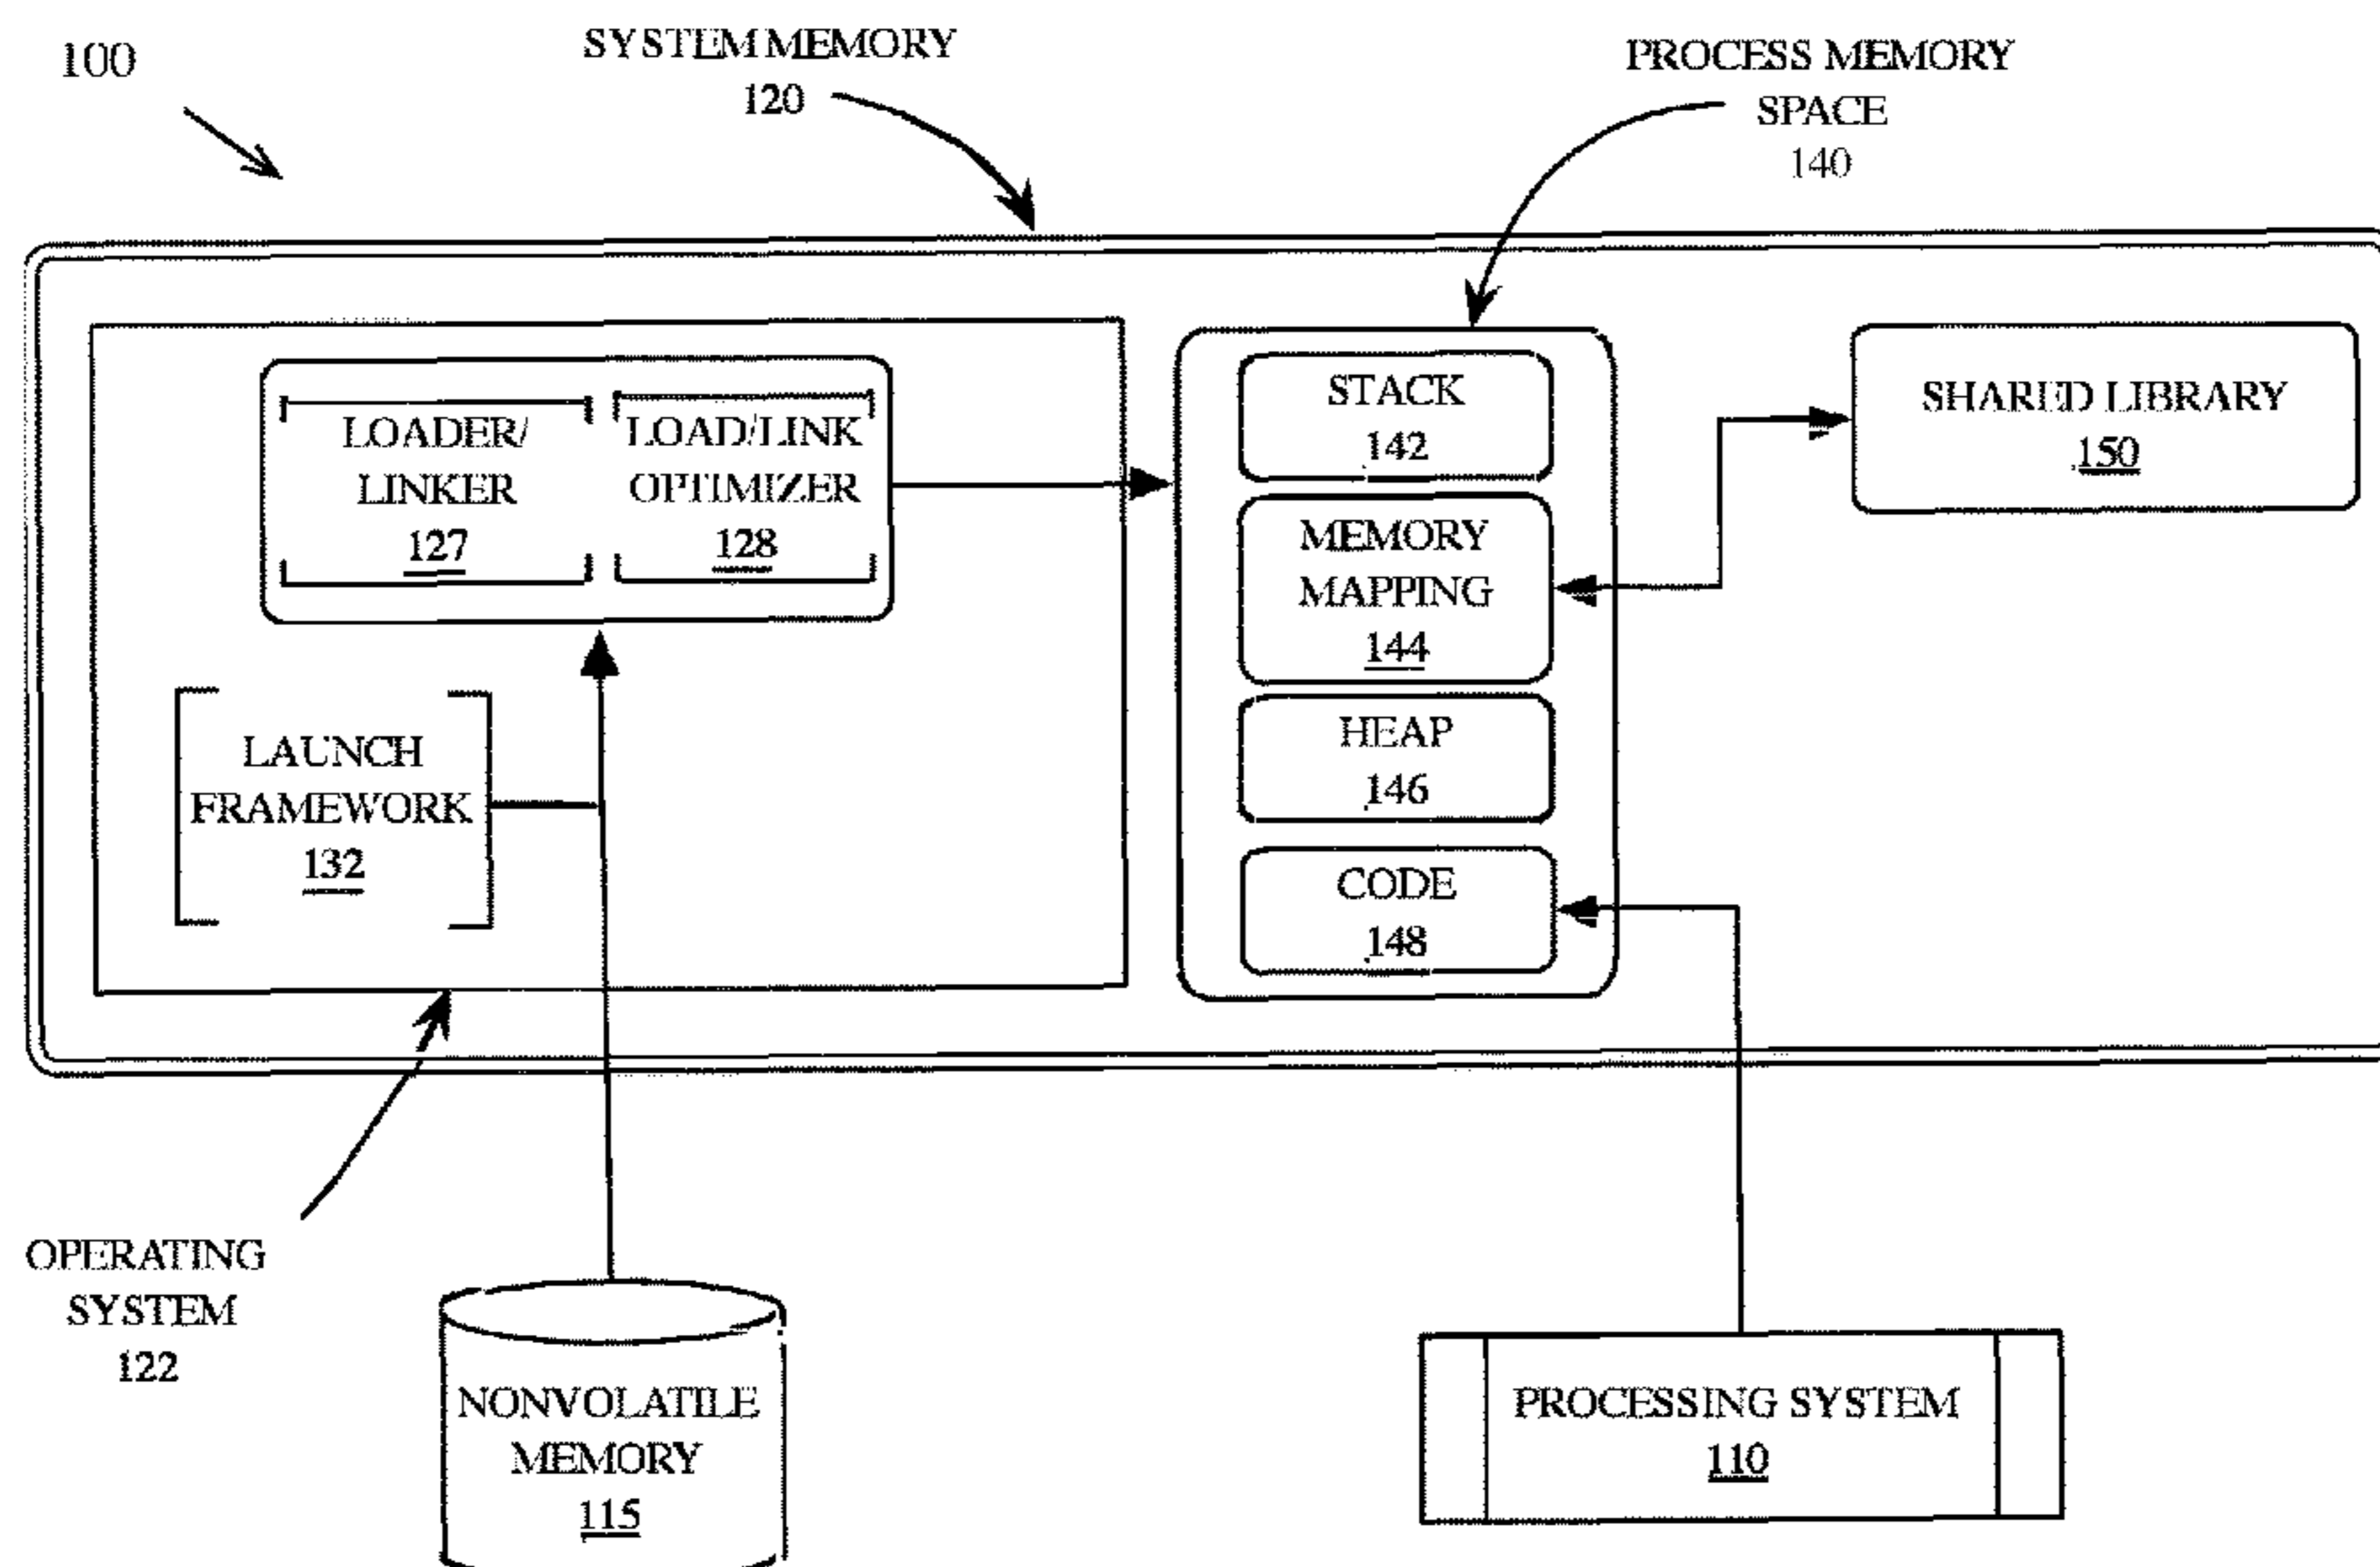 100
SYSTEM MEMORY
120
PROCESS MEMORY
SPACE
140
LOADER/
LINKER
127
LOAD/LINK
OPTIMIZER
128
LAUNCH
FRAMEWORK
132
STACK
142
MEMORY
MAPPING
144
HEAP
146
CODE
148
SHARED LIBRARY
150
OPERATING
SYSTEM
122
NONVOLATILE
MEMORY
115
PROCESSING SYSTEM
110